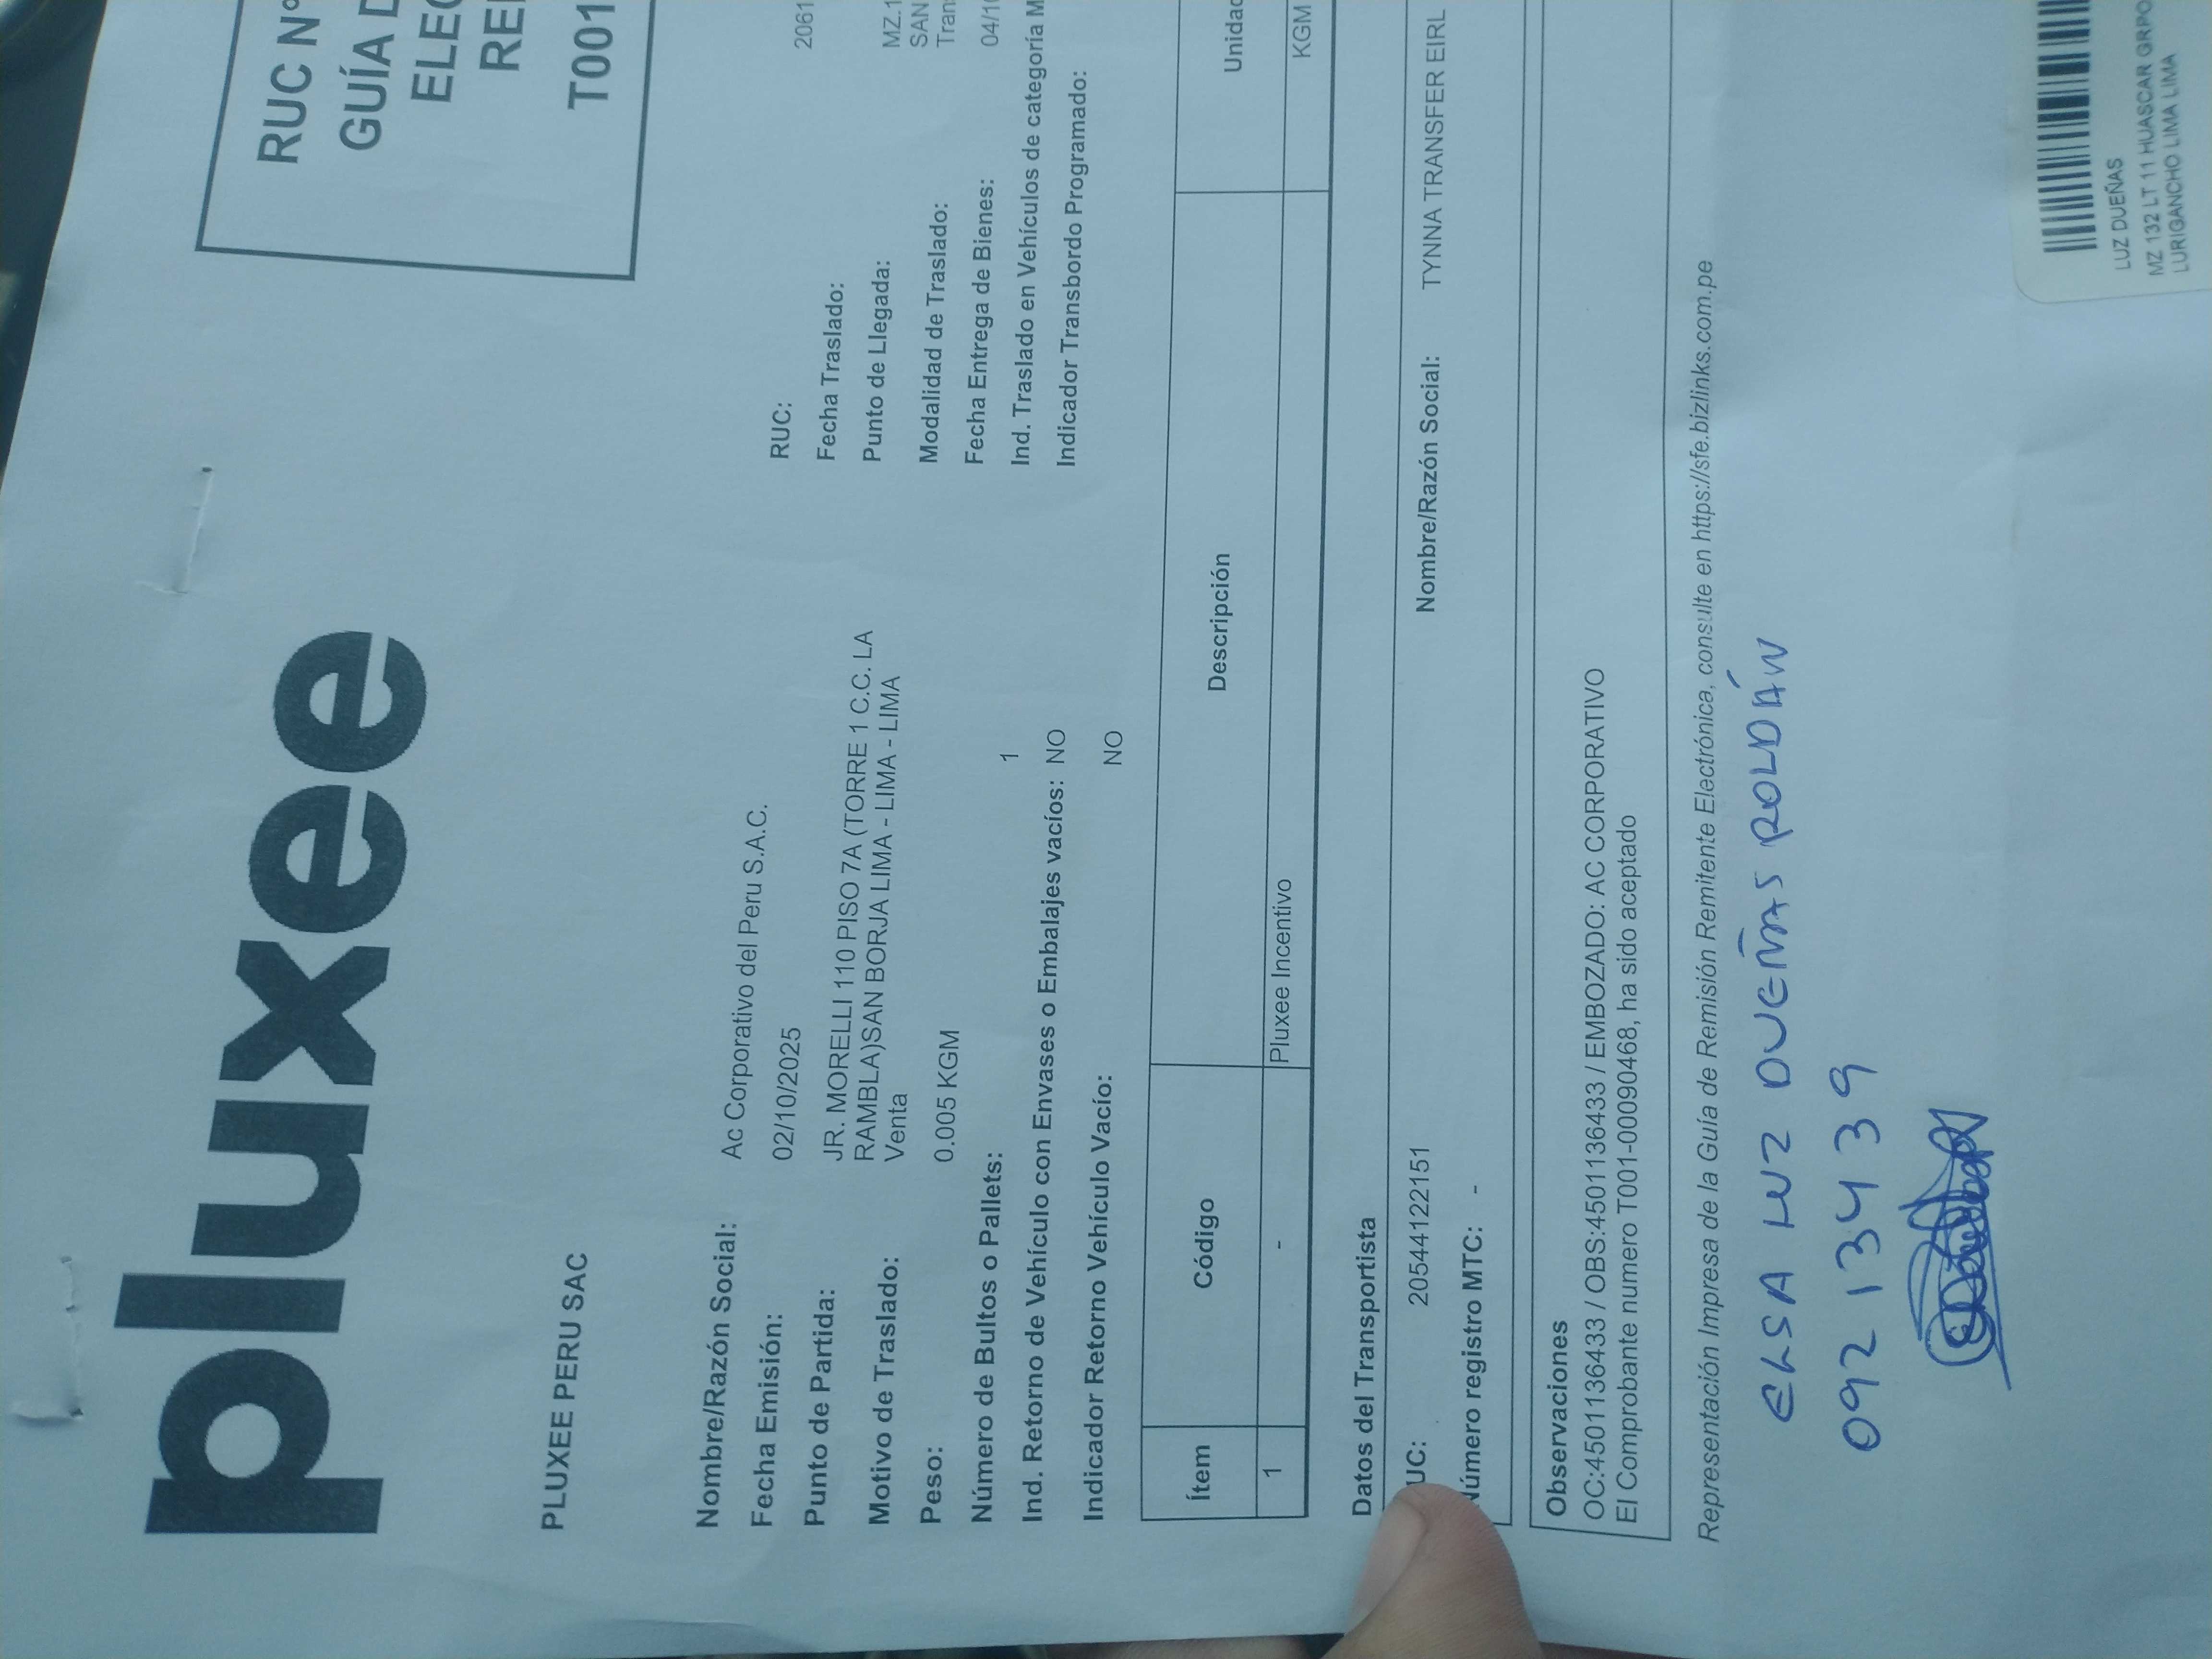 pluxee
RUC N°
GUÍA D
ELEC
REI
T001
PLUXEE PERU SAC
Nombre/Razón Social: Ac Corporativo del Peru S.A.C.
RUC: 2061
Fecha Emisión: 02/10/2025
Fecha Traslado:
Punto de Partida: JR. MORELLI 110 PISO 7A (TORRE 1 C.C. LA
RAMBLA)SAN BORJA LIMA - LIMA - LIMA
Punto de Llegada: MZ.1
SAN
Motivo de Traslado: Venta
Modalidad de Traslado: Tran
Peso: 0.005 KGM
Fecha Entrega de Bienes: 04/10
Número de Bultos o Pallets: 1
Ind. Traslado en Vehículos de categoría M
Ind. Retorno de Vehículo con Envases o Embalajes vacíos: NO
Indicador Transbordo Programado:
Indicador Retorno Vehículo Vacío: NO
Ítem Código Descripción Unidad
1 - Pluxee Incentivo KGM
Datos del Transportista
UC: 20544122151 Nombre/Razón Social: TYNNA TRANSFER EIRL
Número registro MTC: -
Observaciones
OC:4501136433 / OBS:4501136433 / EMBOZADO: AC CORPORATIVO
El Comprobante numero T001-00090468, ha sido aceptado
Representación Impresa de la Guía de Remisión Remitente Electrónica, consulte en https://sfe.bizlinks.com.pe
ELSA LUZ DUEÑAS ROLDÁN
09213439
LUZ DUEÑAS
MZ 132 LT 11 HUASCAR GRPO
LURIGANCHO LIMA LIMA